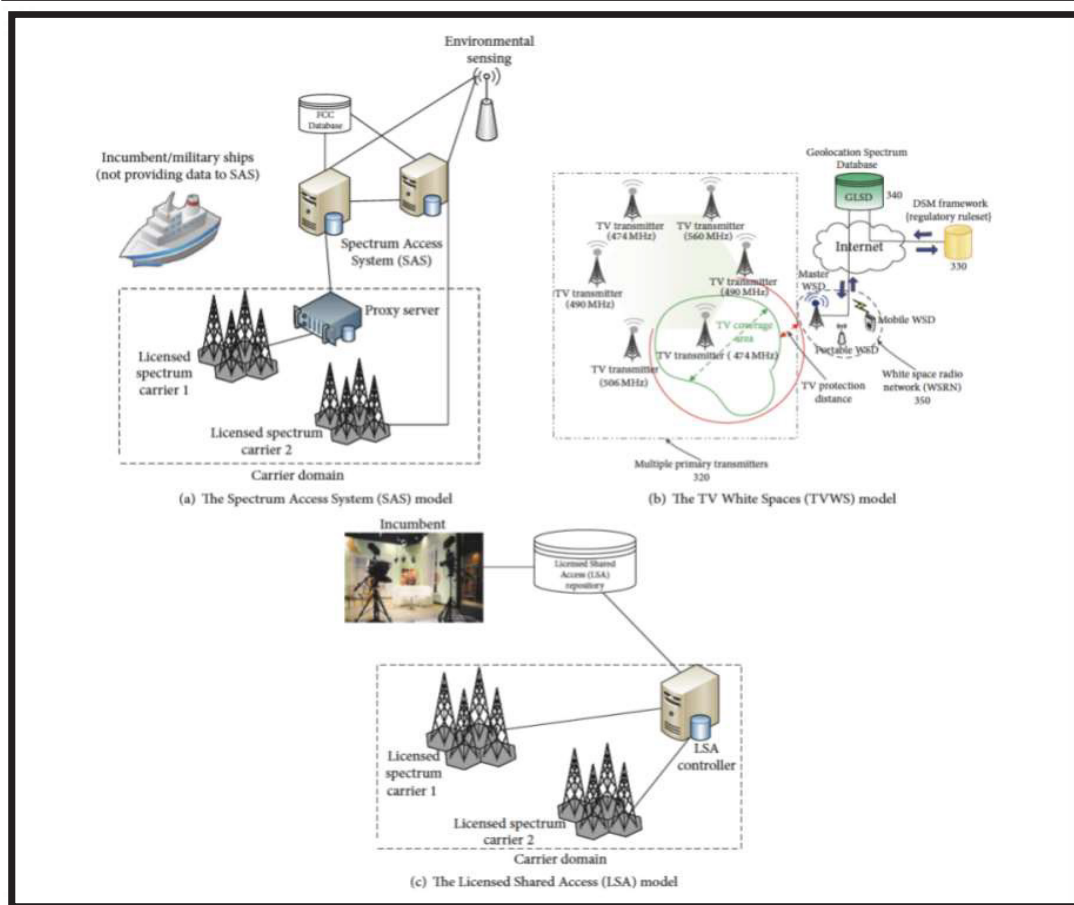 Environmental
sensing
FCC
Database
Incumbent/military ships
(not providing data to SAS)
Spectrum Access
System (SAS)
Proxy server
Licensed
spectrum
carrier 1
Licensed spectrum
carrier 2
Carrier domain
(a) The Spectrum Access System (SAS) model
Geolocation Spectrum
Database
GLSD
340
DSM framework
(regulatory ruleset)
330
Internet
TV transmitter
(474 MHz)
TV transmitter
(560 MHz)
TV transmitter
(490 MHz)
TV transmitter
(490 MHz)
Master
WSD
Mobile WSD
Portable WSD
TV coverage
area
TV transmitter ( 474 MHz)
TV transmitter
(506 MHz)
TV protection
distance
White space radio
network (WSRN)
350
Multiple primary transmitters
320
(b) The TV White Spaces (TVWS) model
Incumbent
Licensed Shared
Access (LSA)
repository
Licensed
spectrum
carrier 1
LSA
controller
Licensed spectrum
carrier 2
Carrier domain
(c) The Licensed Shared Access (LSA) model